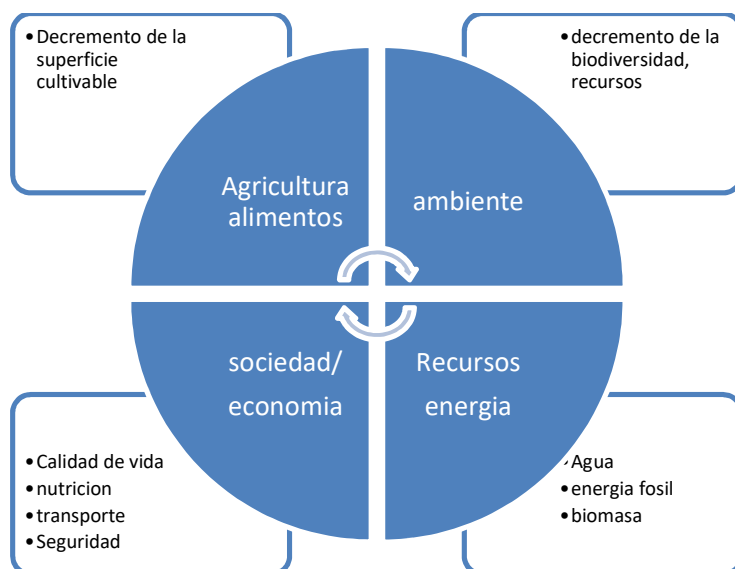 •Decremento de la
superficie
cultivable
•decremento de la
biodiversidad,
recursos
Agricultura
alimentos
ambiente
sociedad/
economia
Recursos
energia
•Calidad de vida
•nutricion
•transporte
•Seguridad
•Agua
•energia fosil
•biomasa